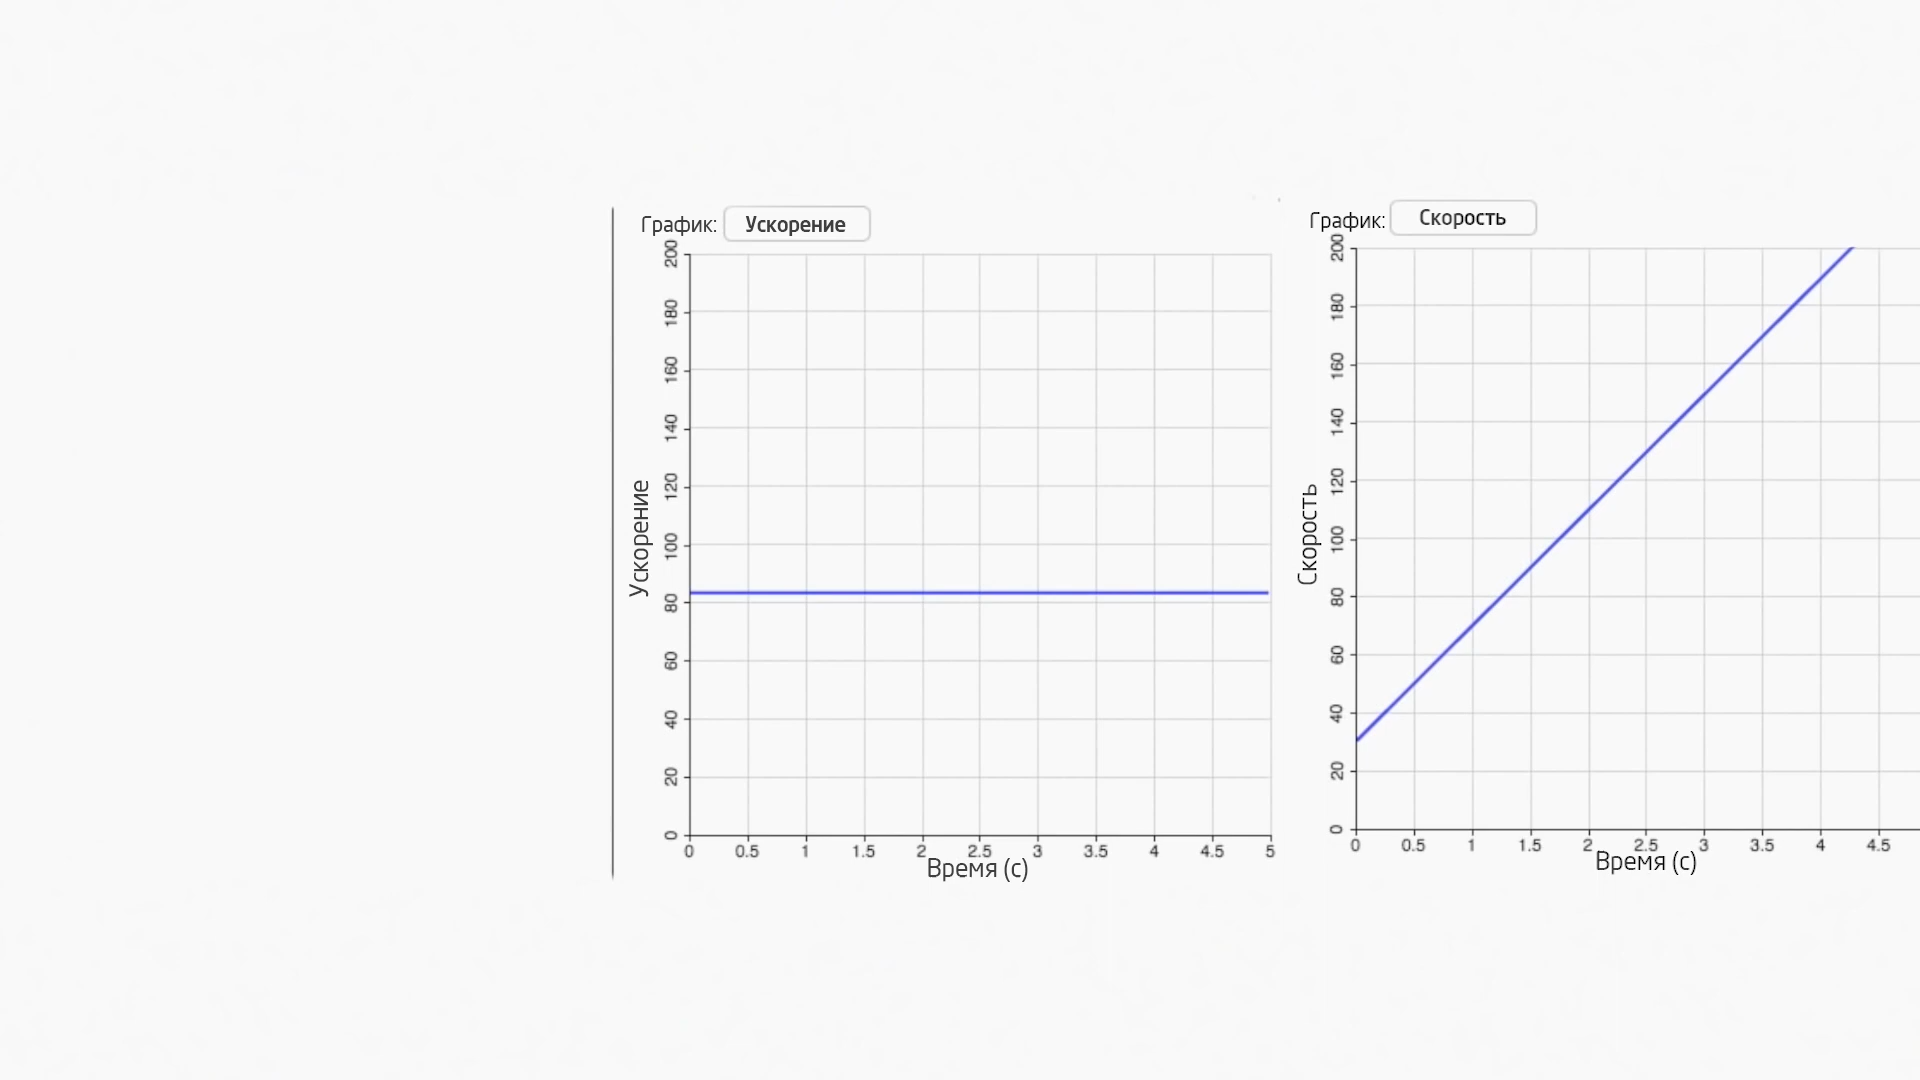 График: Ускорение
200
180
160
140
120
100
80
60
40
20
0
Ускорение
0 0.5 1 1.5 2 2.5 3 3.5 4 4.5 5
Время (с)
График: Скорость
200
180
160
140
120
100
80
60
40
20
0
Скорость
0 0.5 1 1.5 2 2.5 3 3.5 4 4.5
Время (с)